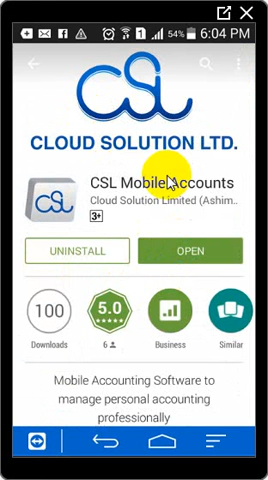 54% 6:04 PM
CSL
CLOUD SOLUTION LTD.
CSL
CSL Mobile Accounts
Cloud Solution Limited (Ashim..
3+
UNINSTALL
OPEN
100
5.0
Downloads
6
Business
Similar
Mobile Accounting Software to
manage personal accounting
professionally